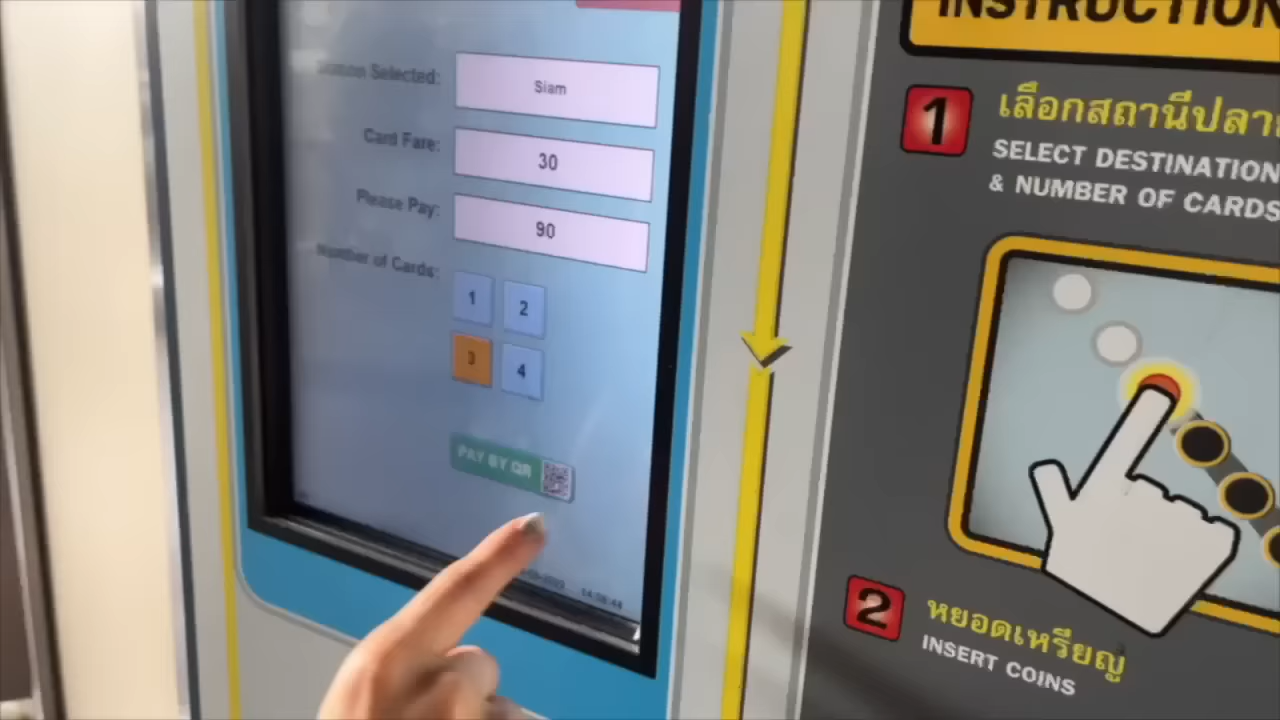 Station Selected:
Siam
Card Fare:
30
Please Pay:
90
Number of Cards:
1
2
3
4
PAY BY QR
INSTRUCTION
1
เลือกสถานีปลา
SELECT DESTINATION
& NUMBER OF CARDS
2
หยอดเหรียญ
INSERT COINS